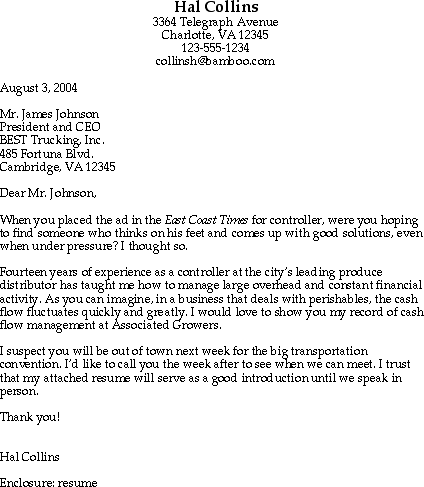 Hal Collins
3364 Telegraph Avenue
Charlotte, VA 12345
123-555-1234
collinsh@bamboo.com
August 3, 2004
Mr. James Johnson
President and CEO
BEST Trucking, Inc.
485 Fortuna Blvd.
Cambridge, VA 12345
Dear Mr. Johnson,
When you placed the ad in the East Coast Times for controller, were you hoping
to find someone who thinks on his feet and comes up with good solutions, even
when under pressure? I thought so.
Fourteen years of experience as a controller at the city's leading produce
distributor has taught me how to manage large overhead and constant financial
activity. As you can imagine, in a business that deals with perishables, the cash
flow fluctuates quickly and greatly. I would love to show you my record of cash
flow management at Associated Growers.
I suspect you will be out of town next week for the big transportation
convention. I'd like to call you the week after to see when we can meet. I trust
that my attached resume will serve as a good introduction until we speak in
person.
Thank you!
Hal Collins
Enclosure: resume